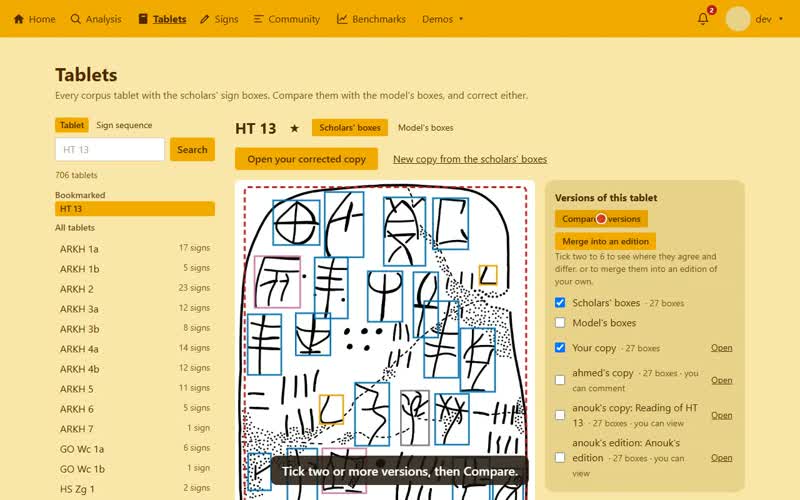 Home Analysis Tablets Signs Community Benchmarks Demos 2 dev
Tablets
Every corpus tablet with the scholars' sign boxes. Compare them with the model's boxes, and correct either.
Tablet Sign sequence
HT 13 Search
706 tablets
Bookmarked
HT 13
All tablets
ARKH 1a 17 signs
ARKH 1b 5 signs
ARKH 2 23 signs
ARKH 3a 12 signs
ARKH 3b 8 signs
ARKH 4a 14 signs
ARKH 4b 12 signs
ARKH 5 11 signs
ARKH 6 5 signs
ARKH 7 1 sign
GO Wc 1a 6 signs
GO Wc 1b 1 sign
HS Zg 1 2 signs
HT 13 ★ Scholars' boxes Model's boxes
Open your corrected copy New copy from the scholars' boxes
Versions of this tablet
Compare versions
Merge into an edition
Tick two to 6 to see where they agree and
differ, or to merge them into an edition of
your own.
Scholars' boxes · 27 boxes
Model's boxes
Your copy · 27 boxes Open
ahmed's copy · 27 boxes · you
can comment Open
anouk's copy: Reading of HT
13 · 27 boxes · you can view Open
anouk's edition: Anouk's
edition · 27 boxes · you can
view Open
Tick two or more versions, then Compare.